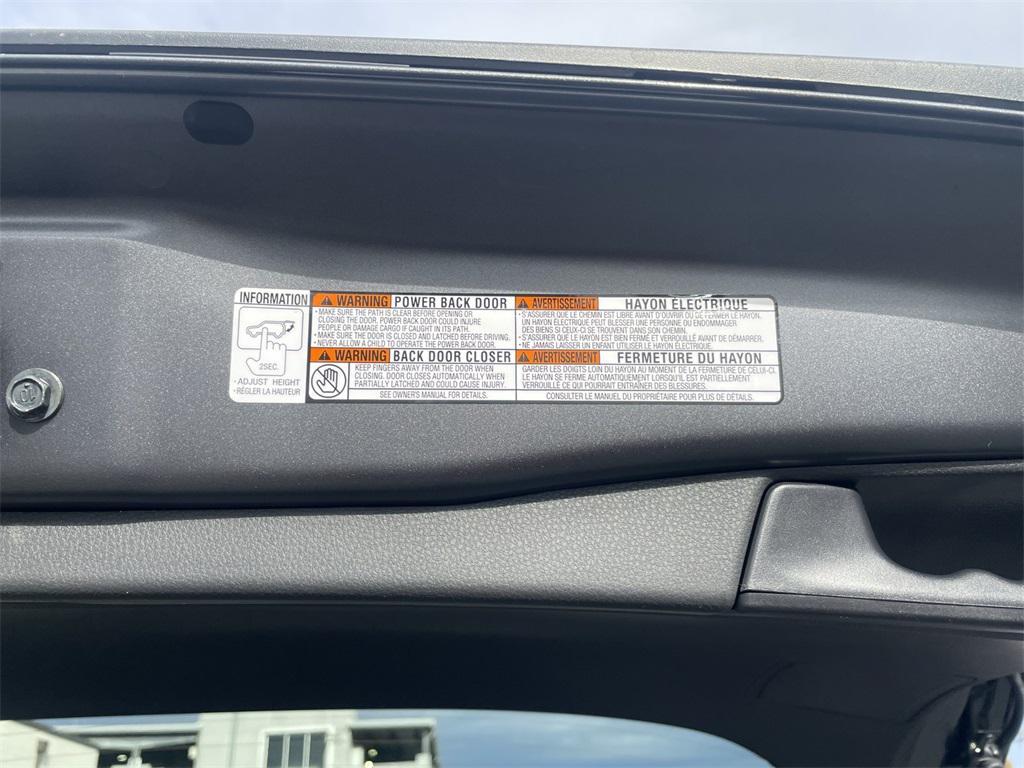 INFORMATION
2SEC.
• ADJUST HEIGHT
• RÉGLER LA HAUTEUR
WARNING POWER BACK DOOR
• MAKE SURE THE PATH IS CLEAR BEFORE OPENING OR
CLOSING THE DOOR. POWER BACK DOOR COULD INJURE
PEOPLE OR DAMAGE CARGO IF CAUGHT IN ITS PATH.
• MAKE SURE THE DOOR IS CLOSED AND LATCHED BEFORE DRIVING.
• NEVER ALLOW A CHILD TO OPERATE THE POWER BACK DOOR.
WARNING BACK DOOR CLOSER
KEEP FINGERS AWAY FROM THE DOOR WHEN
CLOSING. DOOR CLOSES AUTOMATICALLY WHEN
PARTIALLY LATCHED AND COULD CAUSE INJURY.
SEE OWNER'S MANUAL FOR DETAILS.
AVERTISSEMENT HAYON ÉLECTRIQUE
• S'ASSURER QUE LE CHEMIN EST LIBRE AVANT D'OUVRIR OU DE FERMER LE HAYON.
UN HAYON ÉLECTRIQUE PEUT BLESSER UNE PERSONNE OU ENDOMMAGER
DES BIENS SI CEUX-CI SE TROUVENT DANS SON CHEMIN.
• S'ASSURER QUE LE HAYON EST BIEN FERMÉ ET VERROUILLÉ AVANT DE DÉMARRER.
• NE JAMAIS LAISSER UN ENFANT UTILISER LE HAYON ÉLECTRIQUE.
AVERTISSEMENT FERMETURE DU HAYON
GARDER LES DOIGTS LOIN DU HAYON AU MOMENT DE LA FERMETURE DE CELUI-CI.
LE HAYON SE FERME AUTOMATIQUEMENT LORSQU'IL EST PARTIELLEMENT
VERROUILLÉ CE QUI POURRAIT ENTRAÎNER DES BLESSURES.
CONSULTER LE MANUEL DU PROPRIÉTAIRE POUR PLUS DE DÉTAILS.
10